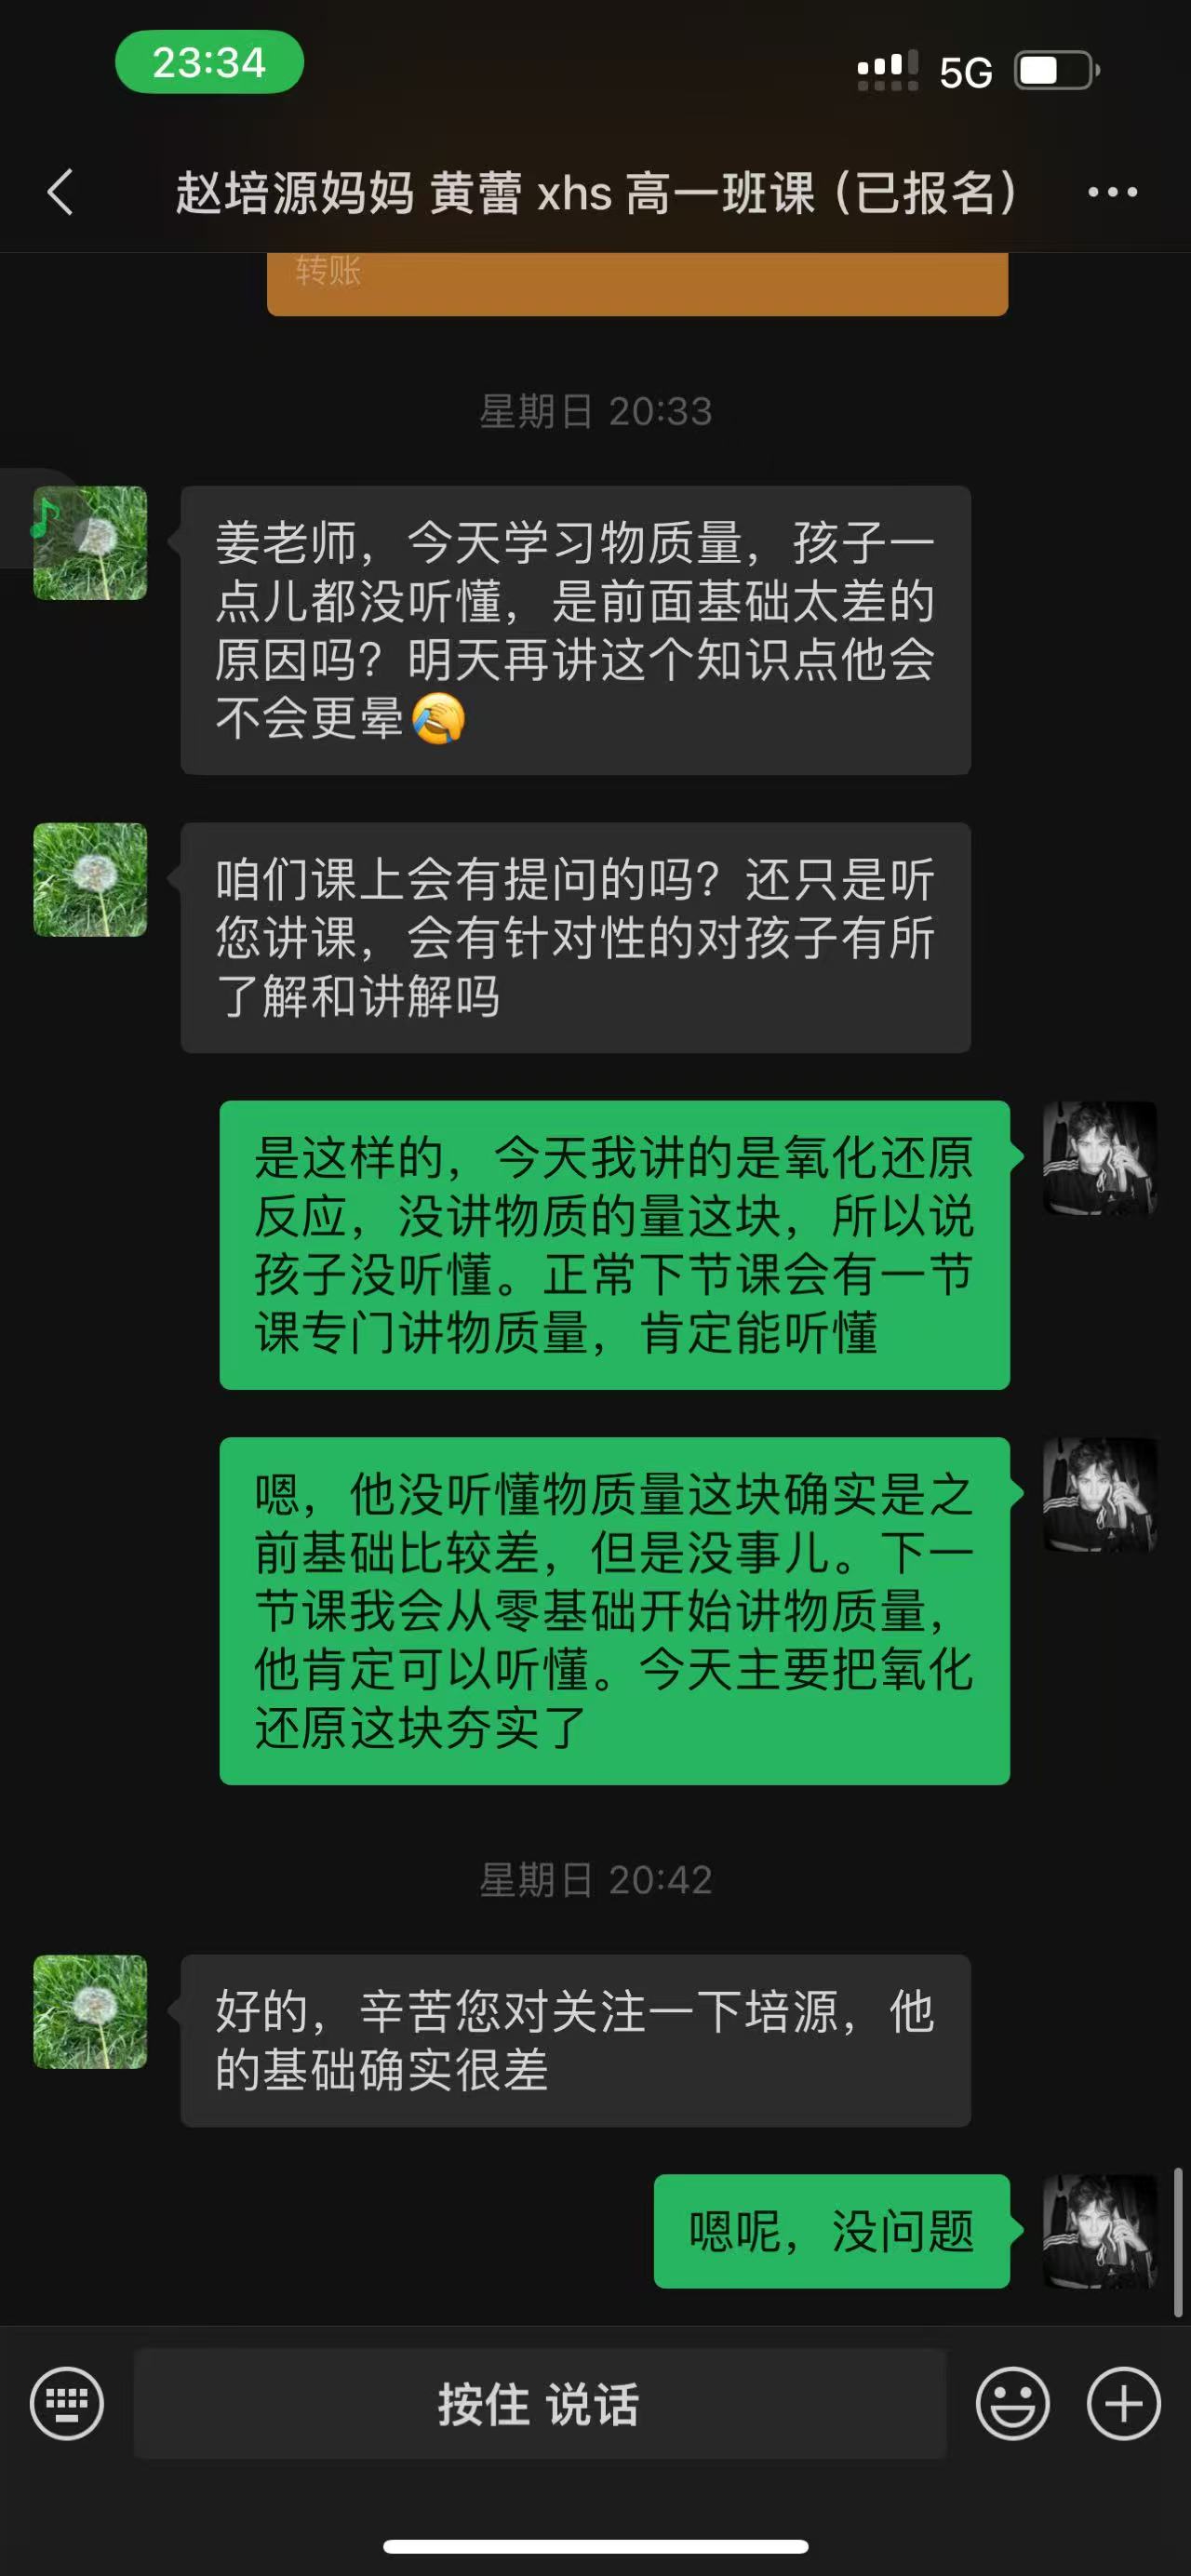 23:34
5G
赵培源妈妈 黄蕾 xhs 高一班课（已报名）
转账
星期日 20:33
姜老师，今天学习物质量，孩子一
点儿都没听懂，是前面基础太差的
原因吗？明天再讲这个知识点他会
不会更晕🤦
咱们课上会有提问的吗？还只是听
您讲课，会有针对性的对孩子有所
了解和讲解吗
是这样的，今天我讲的是氧化还原
反应，没讲物质的量这块，所以说
孩子没听懂。正常下节课会有一节
课专门讲物质量，肯定能听懂
嗯，他没听懂物质量这块确实是之
前基础比较差，但是没事儿。下一
节课我会从零基础开始讲物质量，
他肯定可以听懂。今天主要把氧化
还原这块夯实了
星期日 20:42
好的，辛苦您对关注一下培源，他
的基础确实很差
嗯呢，没问题
按住 说话